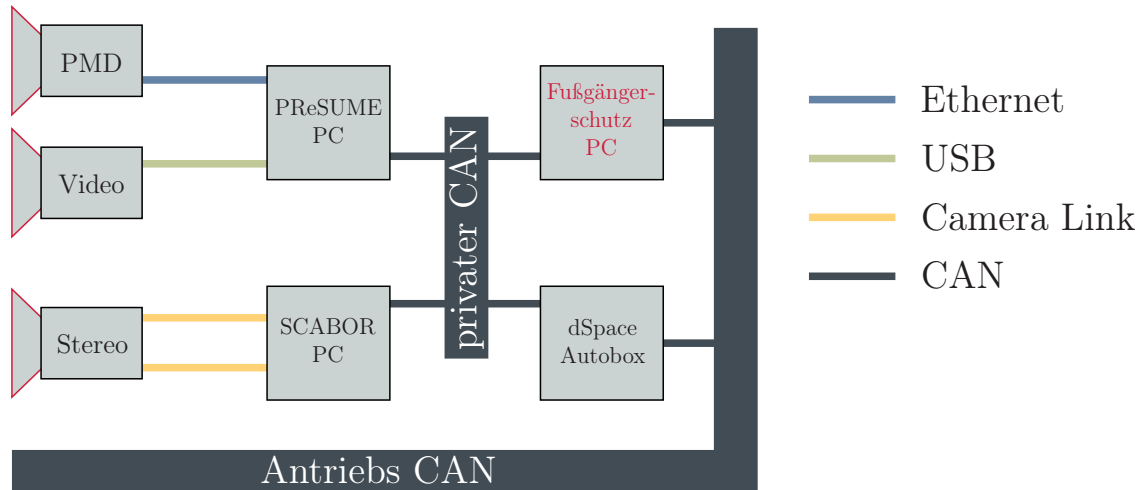 PMD
PReSUME
PC
Video
Stereo
SCABOR
PC
privater CAN
Fußgänger-
schutz
PC
dSpace
Autobox
Antriebs CAN
Ethernet
USB
Camera Link
CAN